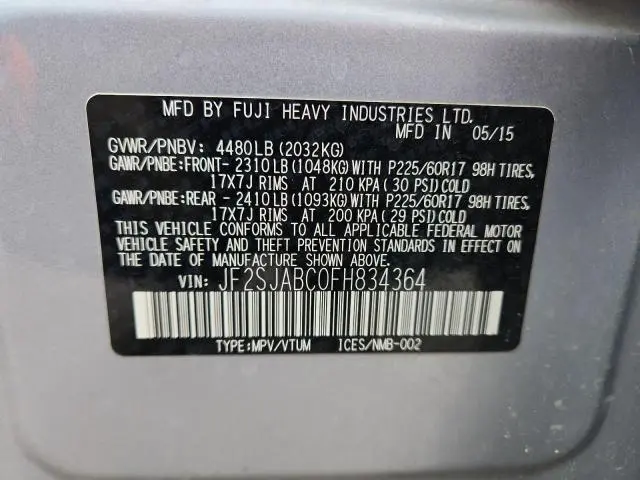 MFD BY FUJI HEAVY INDUSTRIES LTD.
MFD IN 05/15
GVWR/PNBV: 4480LB (2032KG)
GAWR/PNBE:FRONT- 2310LB (1048KG) WITH P225/60R17 98H TIRES,
17X7J RIMS AT 210 KPA (30 PSI) COLD
GAWR/PNBE:REAR - 2410LB (1093KG) WITH P225/60R17 98H TIRES,
17X7J RIMS AT 200 KPA (29 PSI) COLD
THIS VEHICLE CONFORMS TO ALL APPLICABLE FEDERAL MOTOR
VEHICLE SAFETY AND THEFT PREVENTION STANDARDS IN EFFECT ON
THE DATE OF MANUFACTURE SHOWN ABOVE.
VIN: JF2SJABC0FH834364
TYPE:MPV/VTUM ICES/NMB-002